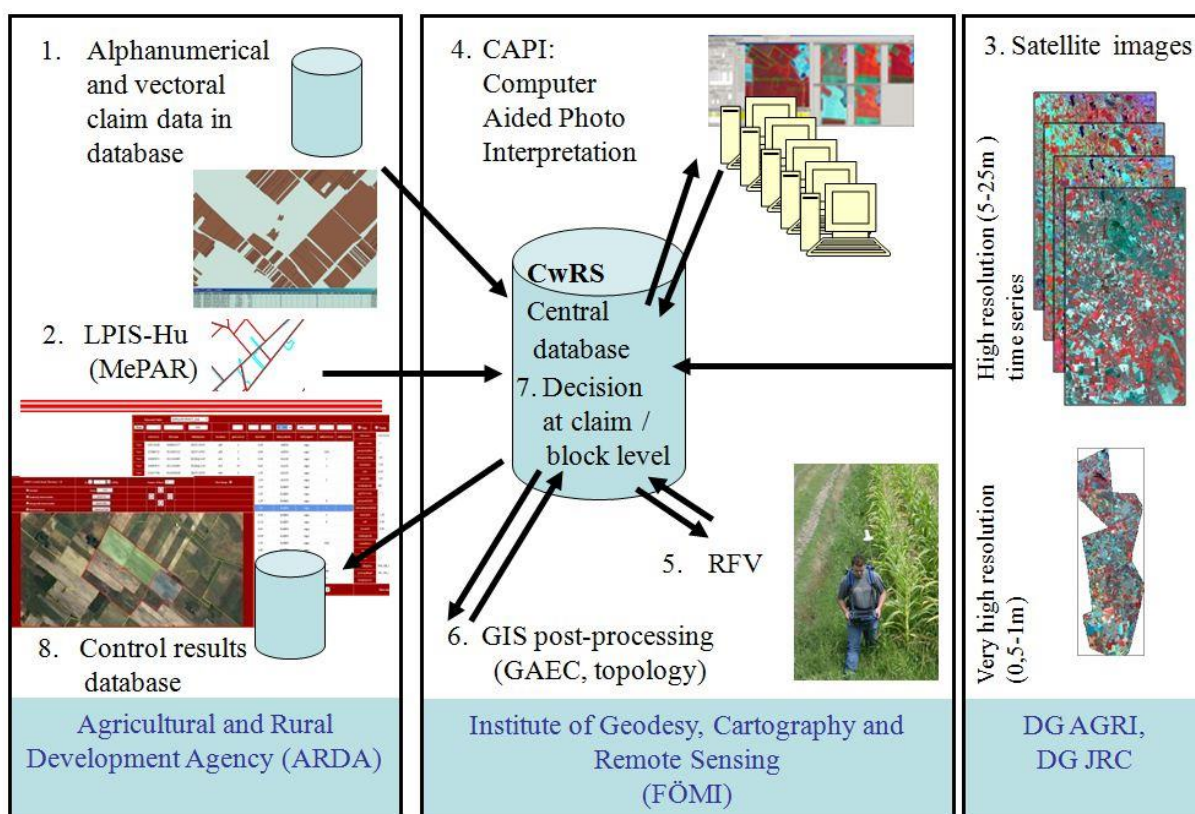 1. Alphanumerical
and vectoral
claim data in
database
2. LPIS-Hu
(MePAR)
8. Control results
database
Agricultural and Rural
Development Agency (ARDA)
4. CAPI:
Computer
Aided Photo
Interpretation
CwRS
Central
database
7. Decision
at claim /
block level
5. RFV
6. GIS post-processing
(GAEC, topology)
Institute of Geodesy, Cartography and
Remote Sensing
(FÖMI)
3. Satellite images
High resolution (5-25m)
time series
Very high resolution
(0,5-1m)
DG AGRI,
DG JRC